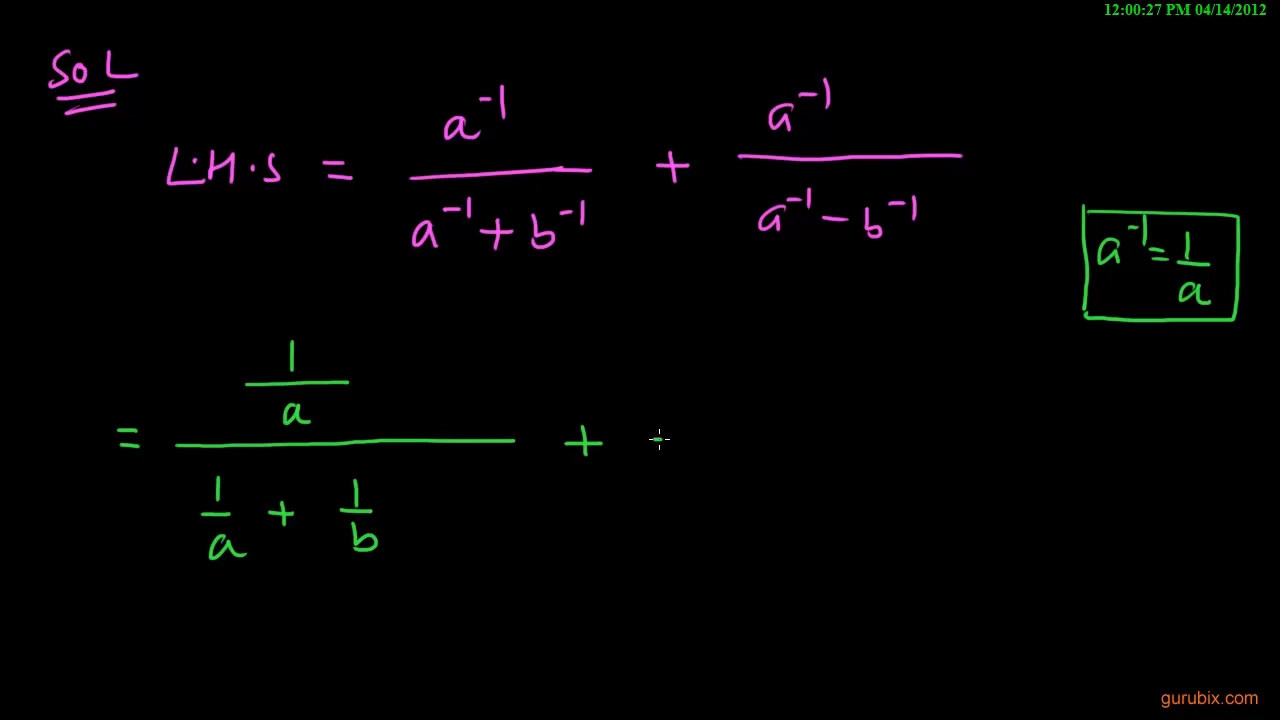 12:00:27 PM 04/14/2012
SoL
L.H.S = a⁻¹ / (a⁻¹ + b⁻¹) + a⁻¹ / (a⁻¹ − b⁻¹)
a⁻¹ = 1/a
= (1/a) / (1/a + 1/b) +
gurubix.com